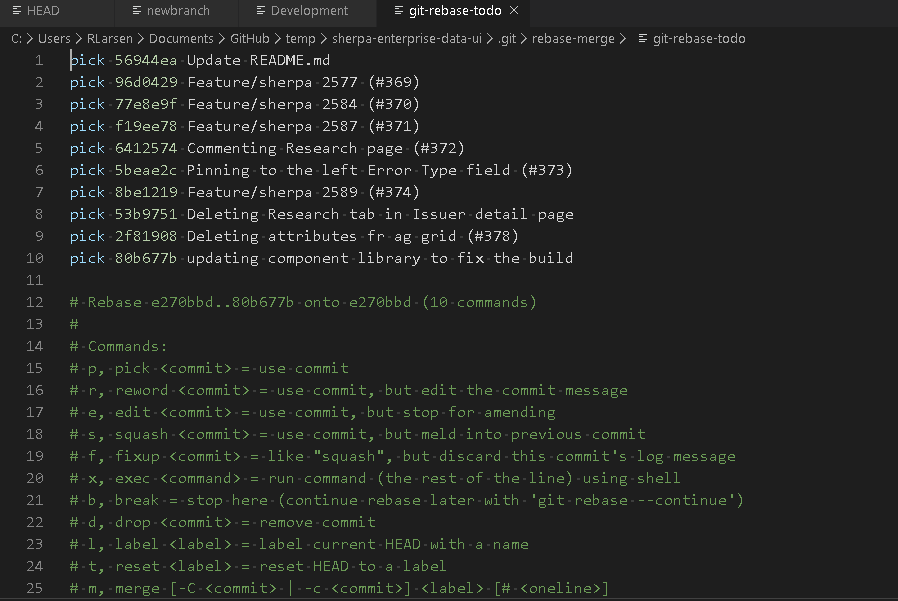 HEAD newbranch Development git-rebase-todo
C: > Users > RLarsen > Documents > GitHub > temp > sherpa-enterprise-data-ui > .git > rebase-merge > git-rebase-todo
1 pick 56944ea Update README.md
2 pick 96d0429 Feature/sherpa 2577 (#369)
3 pick 77e8e9f Feature/sherpa 2584 (#370)
4 pick f19ee78 Feature/sherpa 2587 (#371)
5 pick 6412574 Commenting Research page (#372)
6 pick 5beae2c Pinning to the left Error Type field (#373)
7 pick 8be1219 Feature/sherpa 2589 (#374)
8 pick 53b9751 Deleting Research tab in Issuer detail page
9 pick 2f81908 Deleting attributes fr ag grid (#378)
10 pick 80b677b updating component library to fix the build
11
12 # Rebase e270bbd..80b677b onto e270bbd (10 commands)
13 #
14 # Commands:
15 # p, pick <commit> = use commit
16 # r, reword <commit> = use commit, but edit the commit message
17 # e, edit <commit> = use commit, but stop for amending
18 # s, squash <commit> = use commit, but meld into previous commit
19 # f, fixup <commit> = like "squash", but discard this commit's log message
20 # x, exec <command> = run command (the rest of the line) using shell
21 # b, break = stop here (continue rebase later with 'git rebase --continue')
22 # d, drop <commit> = remove commit
23 # l, label <label> = label current HEAD with a name
24 # t, reset <label> = reset HEAD to a label
25 # m, merge [-C <commit> | -c <commit>] <label> [# <oneline>]